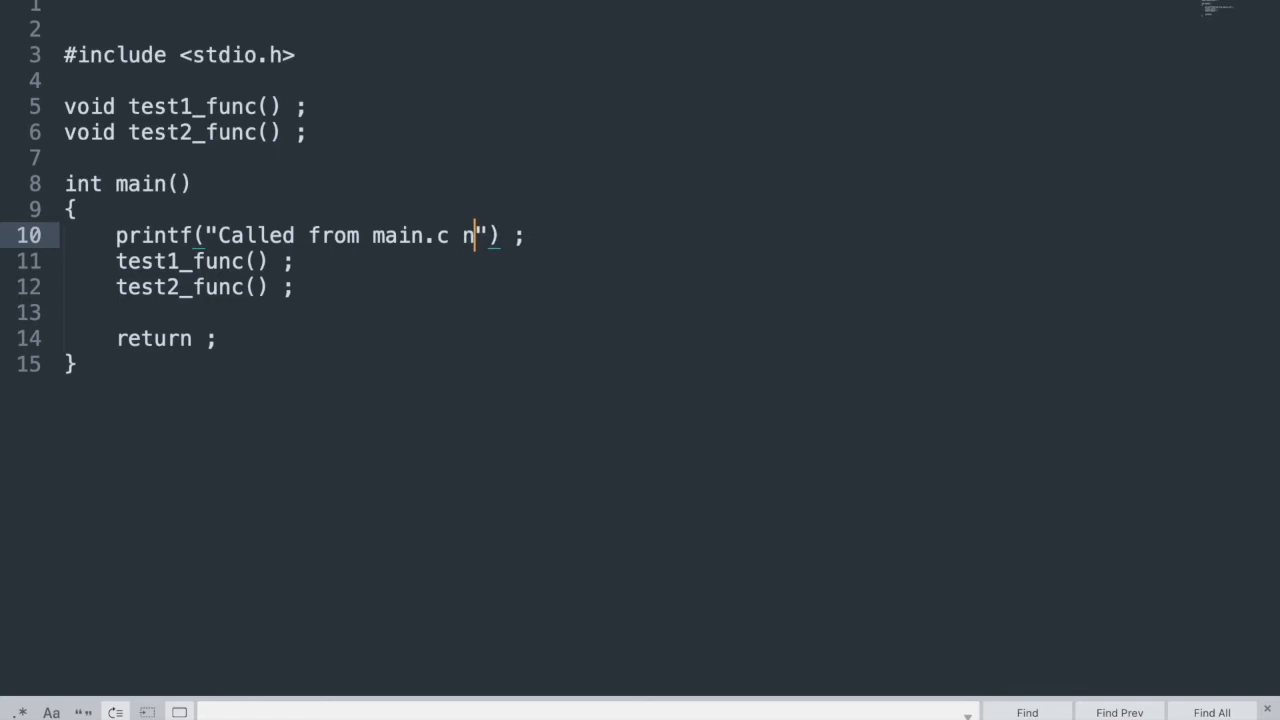 1
2
3 #include <stdio.h>
4
5 void test1_func() ;
6 void test2_func() ;
7
8 int main()
9 {
10     printf("Called from main.c n") ;
11     test1_func() ;
12     test2_func() ;
13
14     return ;
15 }
.* Aa “” Find Find Prev Find All ×